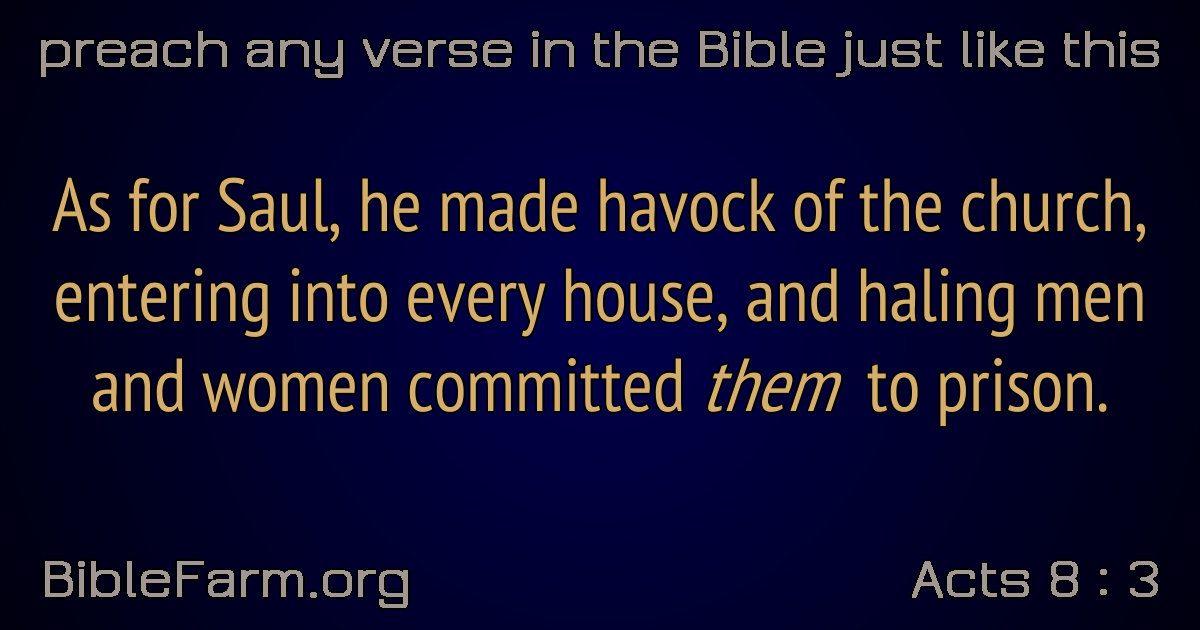 preach any verse in the Bible just like this
As for Saul, he made havock of the church,
entering into every house, and haling men
and women committed them to prison.
BibleFarm.org
Acts 8 : 3